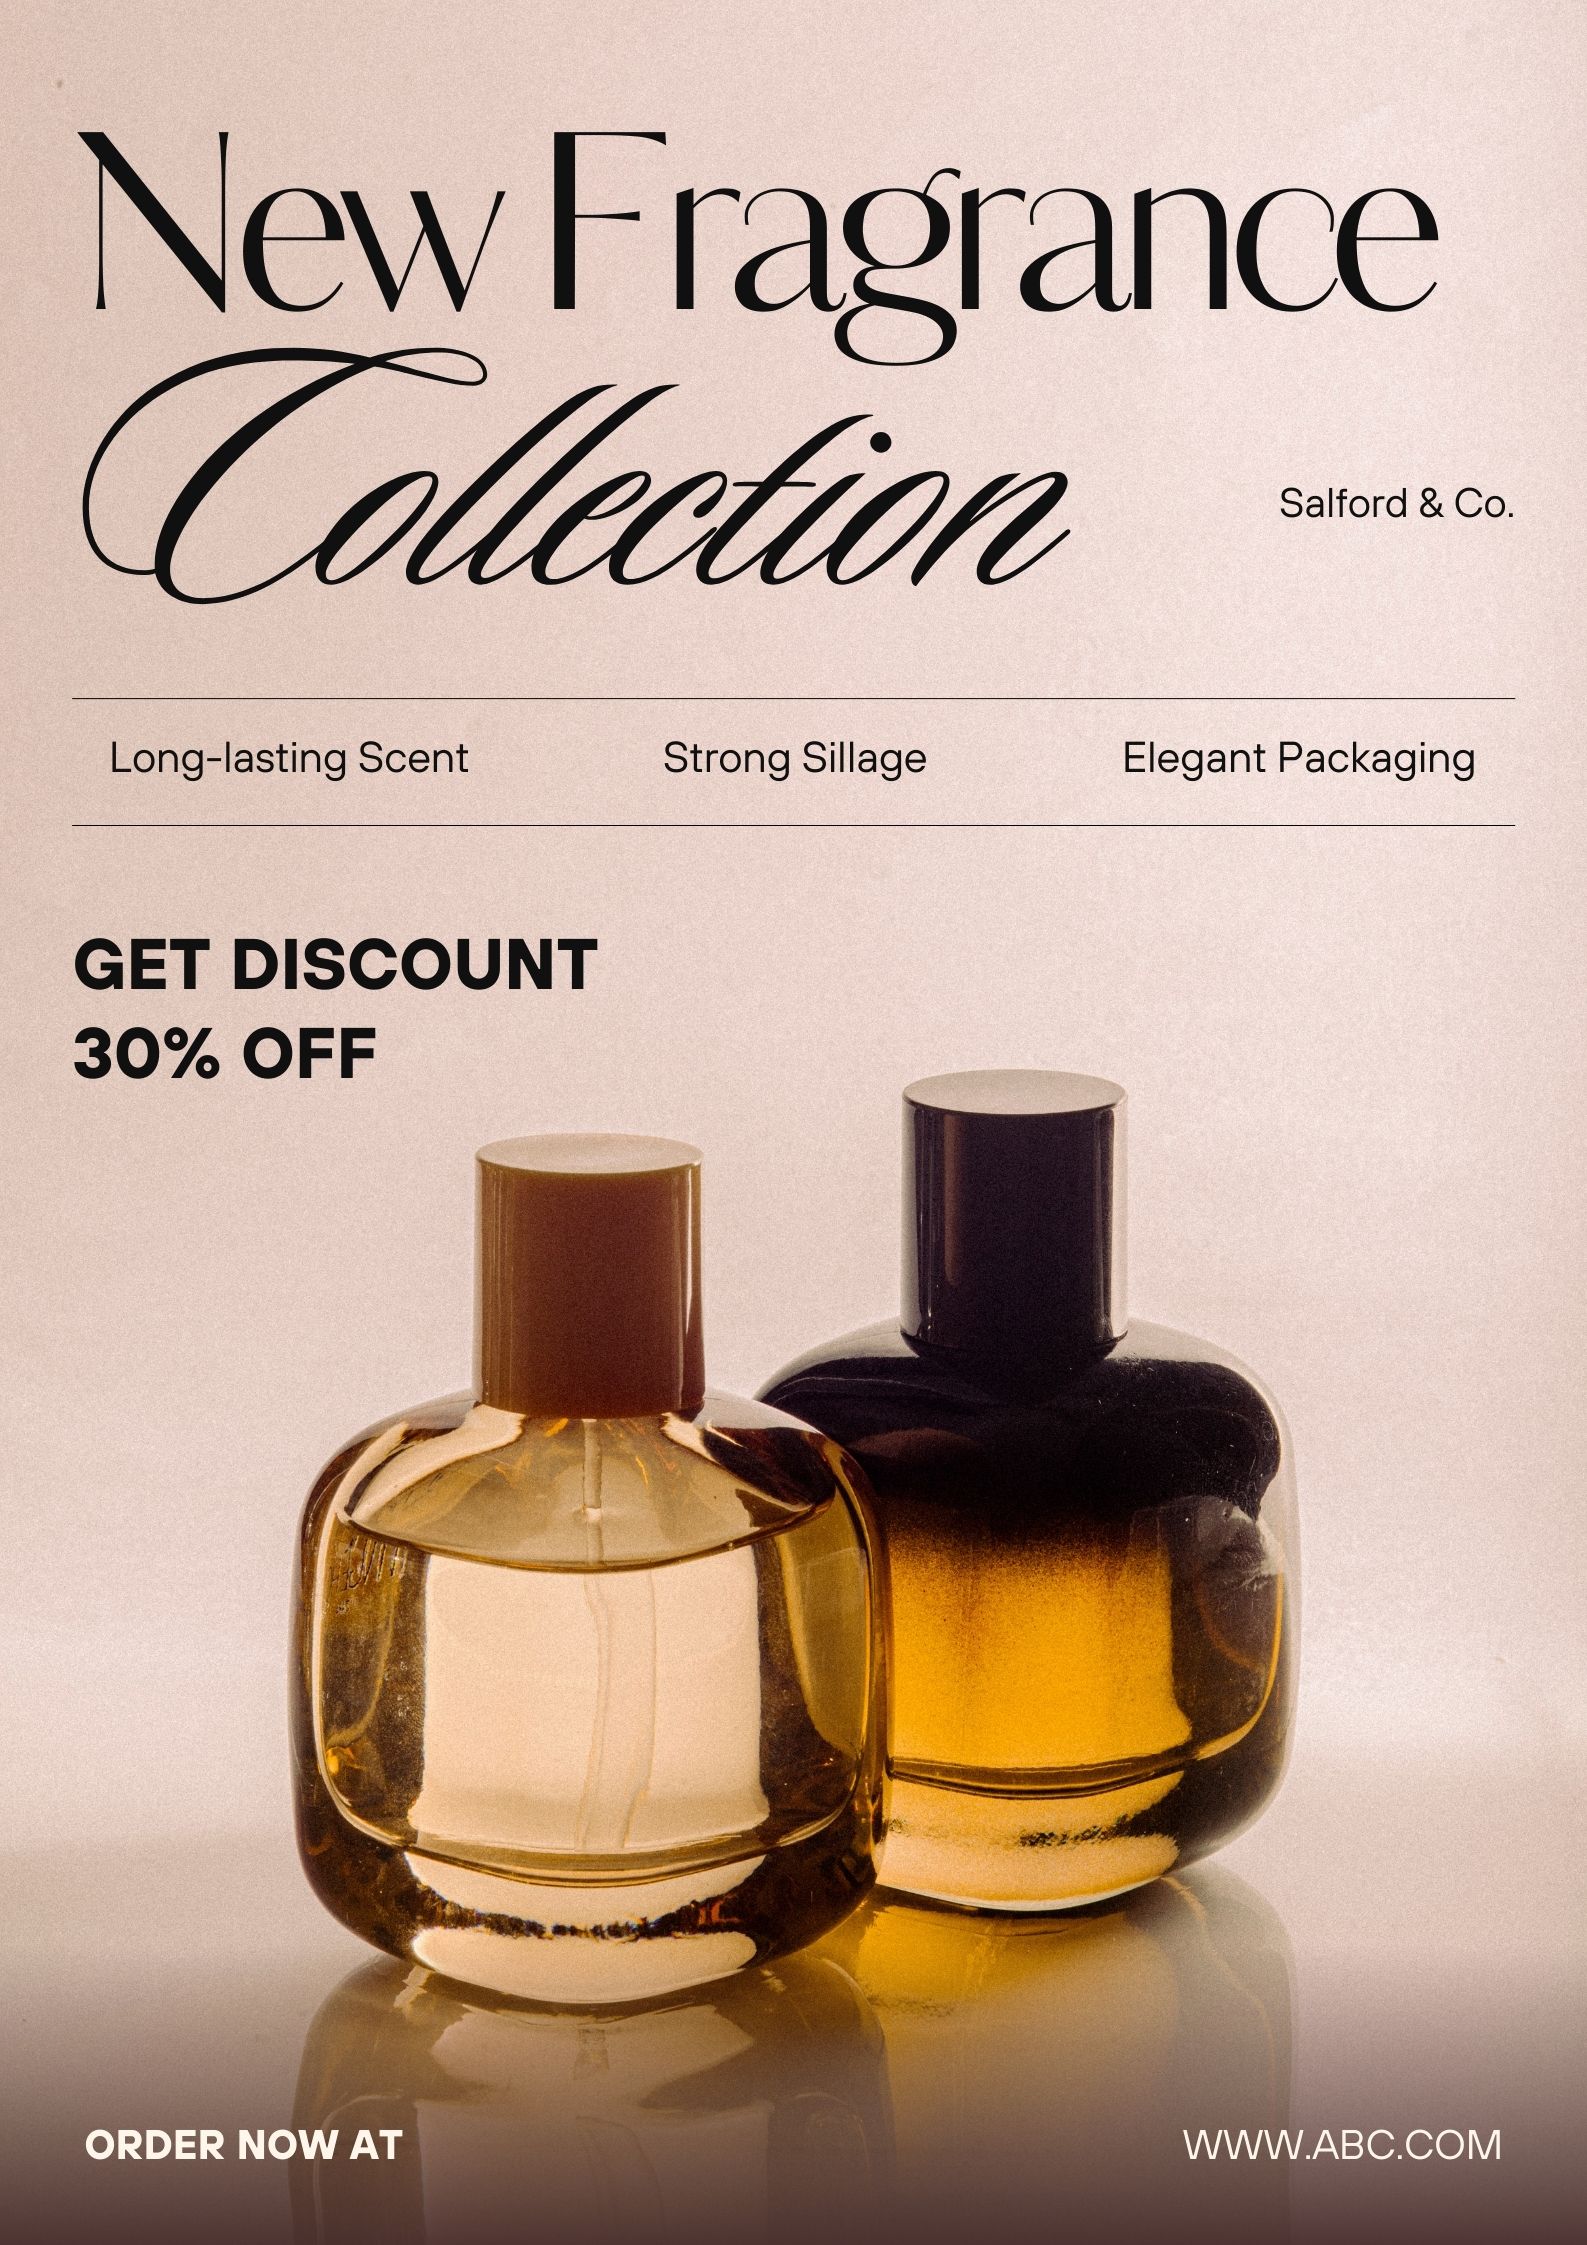 New Fragrance
Collection
Salford & Co.
Long-lasting Scent
Strong Sillage
Elegant Packaging
GET DISCOUNT
30% OFF
ORDER NOW AT
WWW.ABC.COM